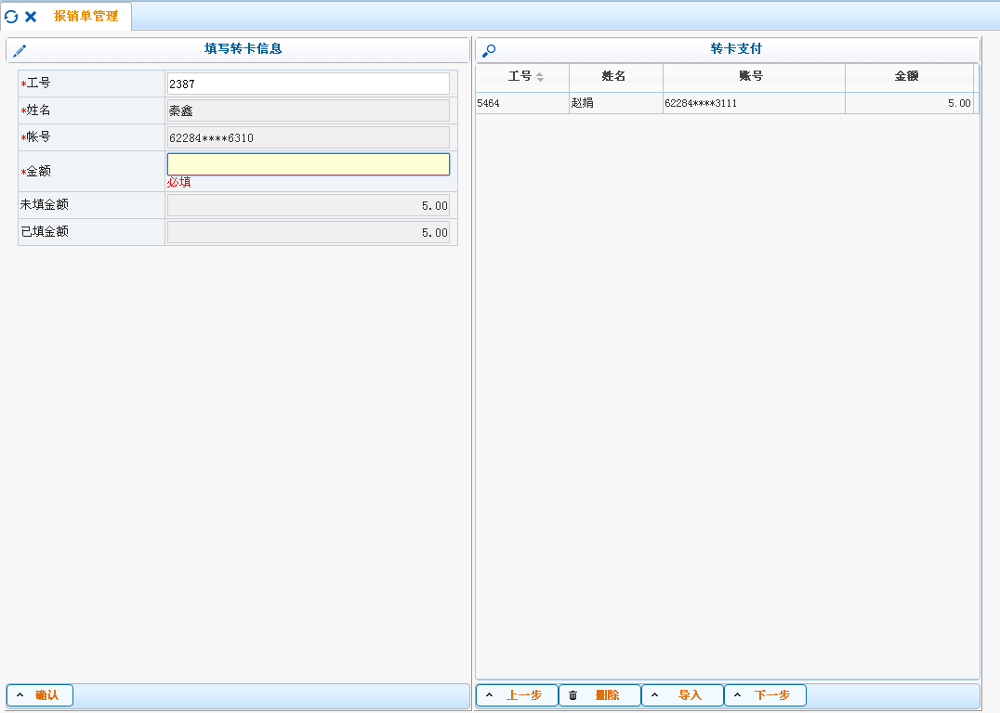 报销单管理
填写转卡信息
*工号 2387
*姓名 秦鑫
*帐号 62284****6310
*金额
必填
未填金额 5.00
已填金额 5.00
确认
转卡支付
工号 姓名 账号 金额
5464 赵娟 62284****3111 5.00
上一步 删除 导入 下一步